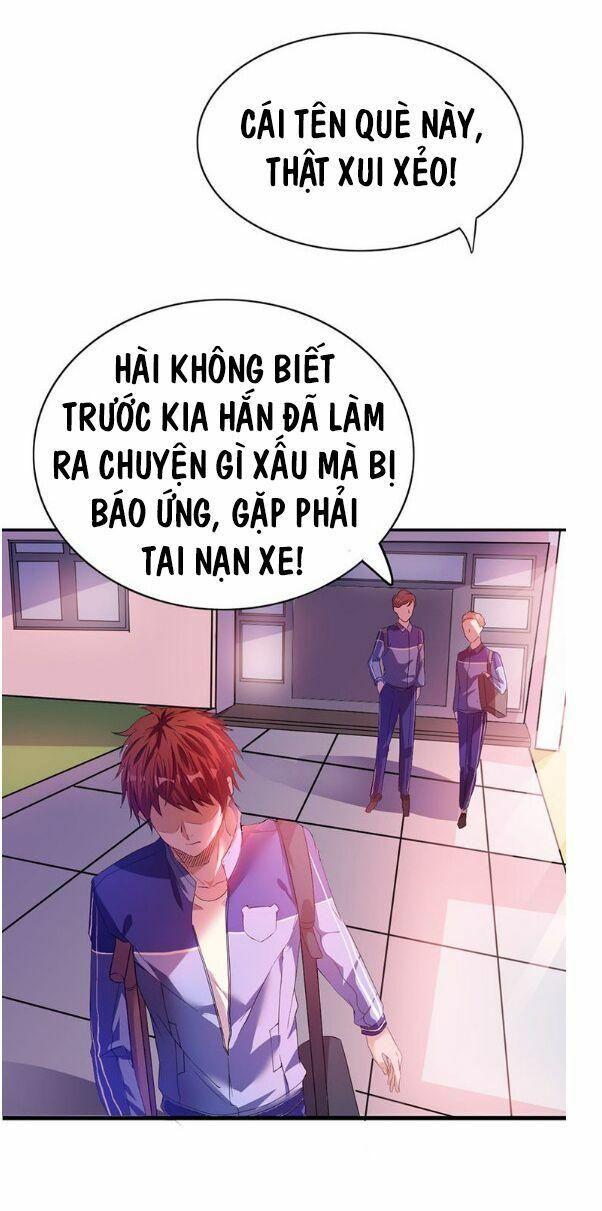 CÁI TÊN QUÈ NÀY,
THẬT XUI XẺO!
HÀI KHÔNG BIẾT
TRƯỚC KIA HẮN ĐÃ LÀM
RA CHUYỆN GÌ XẤU MÀ BỊ
BÁO ỨNG, GẶP PHẢI
TAI NẠN XE!